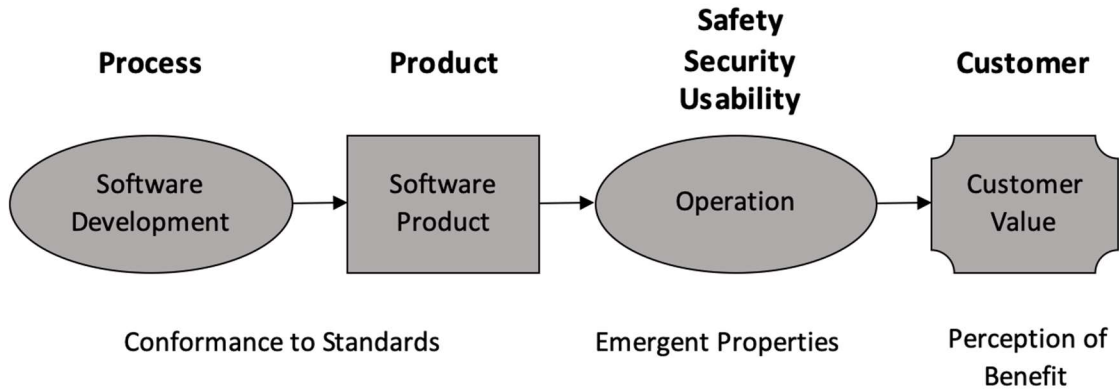 Process
Product
Safety
Security
Usability
Customer
Software
Development
Software
Product
Operation
Customer
Value
Conformance to Standards
Emergent Properties
Perception of
Benefit